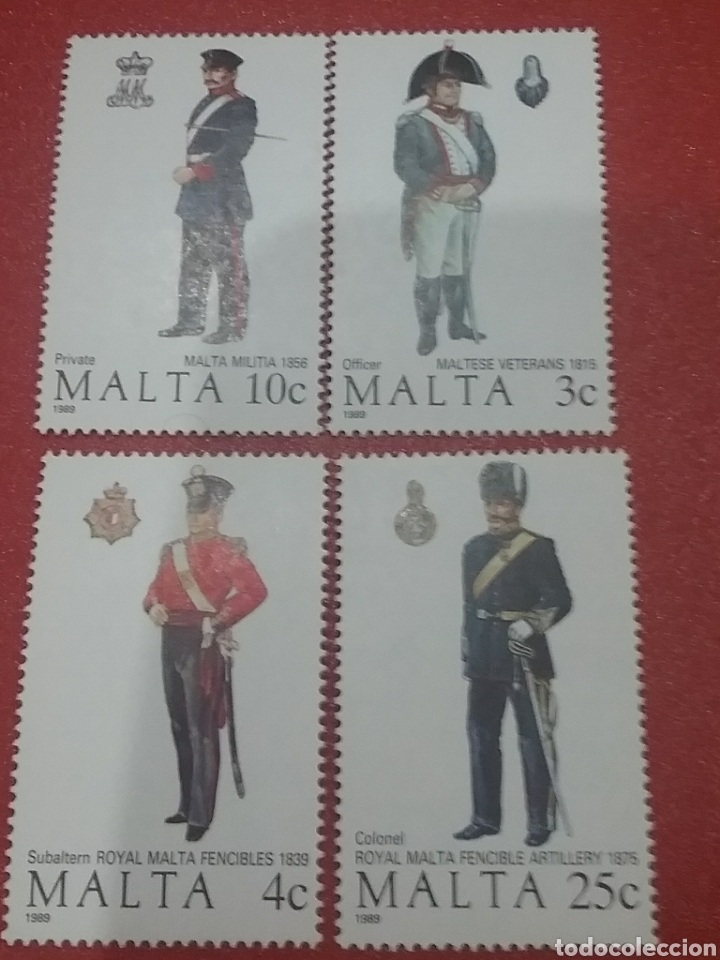 Private MALTA MILITIA 1856
MALTA 10c
1989
Officer MALTESE VETERANS 1815
MALTA 3c
1989
Subaltern ROYAL MALTA FENCIBLES 1839
MALTA 4c
1989
Colonel
ROYAL MALTA FENCIBLE ARTILLERY 1875
MALTA 25c
1989
todocoleccion